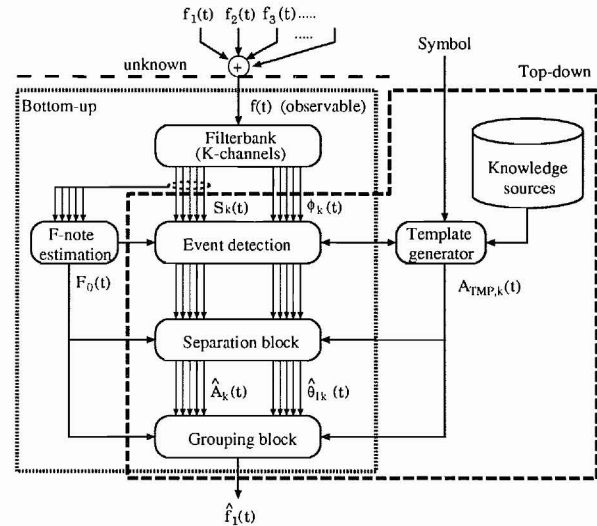 f1(t) f2(t) f3(t).....
.....
Symbol
unknown
+
Top-down
Bottom-up
f(t) (observable)
Filterbank
(K-channels)
Knowledge
sources
Sk(t) ϕk(t)
F-note
estimation
Event detection
Template
generator
F0(t)
ATMP,k(t)
Separation block
Âk(t) θ̂1k(t)
Grouping block
f̂1(t)